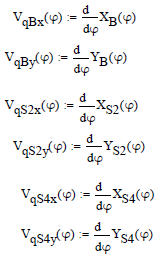 V_qBx(φ) := d/dφ X_B(φ)
V_qBy(φ) := d/dφ Y_B(φ)
V_qS2x(φ) := d/dφ X_S2(φ)
V_qS2y(φ) := d/dφ Y_S2(φ)
V_qS4x(φ) := d/dφ X_S4(φ)
V_qS4y(φ) := d/dφ Y_S4(φ)